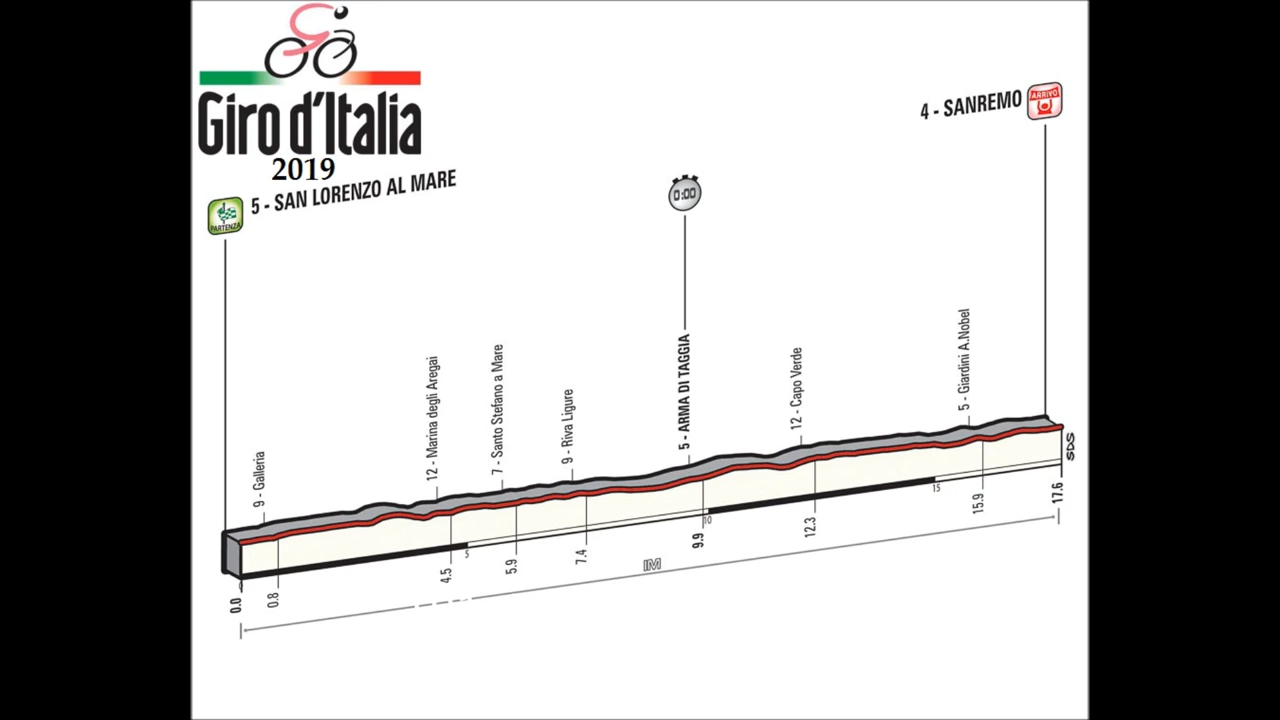 Giro d'Italia
2019
5 - SAN LORENZO AL MARE
PARTENZA
4 - SANREMO
ARRIVO
0:00
9 - Galleria
12 - Marina degli Aregai
7 - Santo Stefano a Mare
9 - Riva Ligure
5 - ARMA DI TAGGIA
12 - Capo Verde
5 - Giardini A.Nobel
SDS
0
5
10
15
0.0
0.8
4.5
5.9
7.4
9.9
12.3
15.9
17.6
IM